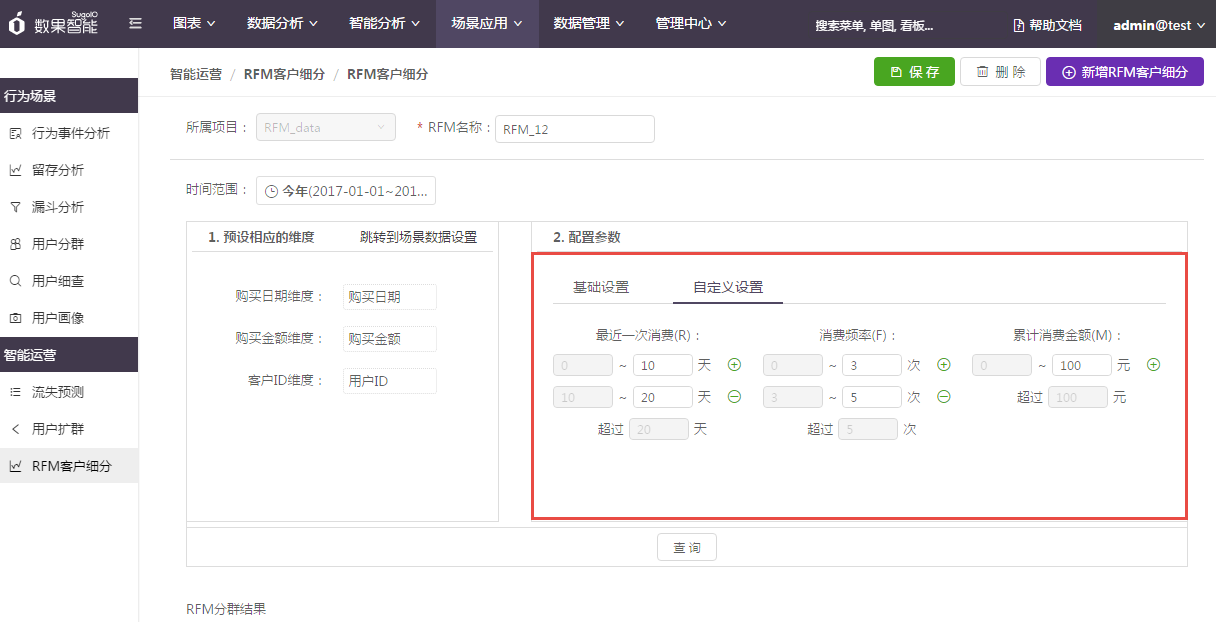 SugoIO
数果智能 图表 数据分析 智能分析 场景应用 数据管理 管理中心 搜索菜单, 单图, 看板... 帮助文档 admin@test
智能运营 / RFM客户细分 / RFM客户细分 保存 删除 新增RFM客户细分
行为场景
行为事件分析
留存分析
漏斗分析
用户分群
用户细查
用户画像
智能运营
流失预测
用户扩群
RFM客户细分
所属项目： RFM_data * RFM名称： RFM_12
时间范围： 今年(2017-01-01~201...
1. 预设相应的维度 跳转到场景数据设置
购买日期维度： 购买日期
购买金额维度： 购买金额
客户ID维度： 用户ID
2. 配置参数
基础设置 自定义设置
最近一次消费(R)： 消费频率(F)： 累计消费金额(M)：
0 ~ 10 天 0 ~ 3 次 0 ~ 100 元
10 ~ 20 天 3 ~ 5 次 超过 100 元
超过 20 天 超过 5 次
查询
RFM分群结果